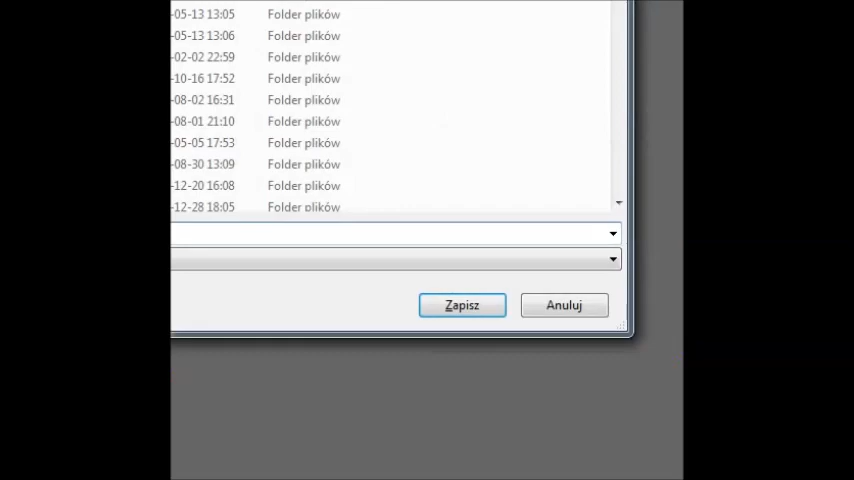 -05-13 13:05 Folder plików
-05-13 13:06 Folder plików
-02-02 22:59 Folder plików
-10-16 17:52 Folder plików
-08-02 16:31 Folder plików
-08-01 21:10 Folder plików
-05-05 17:53 Folder plików
-08-30 13:09 Folder plików
-12-20 16:08 Folder plików
-12-28 18:05 Folder plików
Zapisz Anuluj